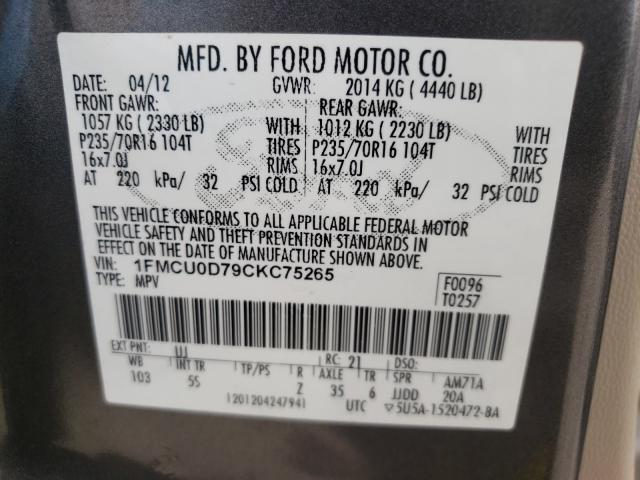 MFD. BY FORD MOTOR CO.
DATE: 04/12 GVWR: 2014 KG ( 4440 LB)
FRONT GAWR: REAR GAWR:
1057 KG ( 2330 LB) WITH 1012 KG ( 2230 LB) WITH
P235/70R16 104T TIRES P235/70R16 104T TIRES
16x7.0J RIMS 16x7.0J RIMS
AT 220 kPa/ 32 PSI COLD AT 220 kPa/ 32 PSI COLD
THIS VEHICLE CONFORMS TO ALL APPLICABLE FEDERAL MOTOR
VEHICLE SAFETY AND THEFT PREVENTION STANDARDS IN
EFFECT ON THE DATE OF MANUFACTURE SHOWN ABOVE.
VIN: 1FMCU0D79CKC75265 F0096
TYPE: MPV T0257
EXT PNT: UJ RC: 21 DSO:
WB INT TR TP/PS R AXLE TR SPR AM71A
103 5S Z 35 6 JJDD 20A
1201204247941 UTC ▽5U5A-1520472-BA